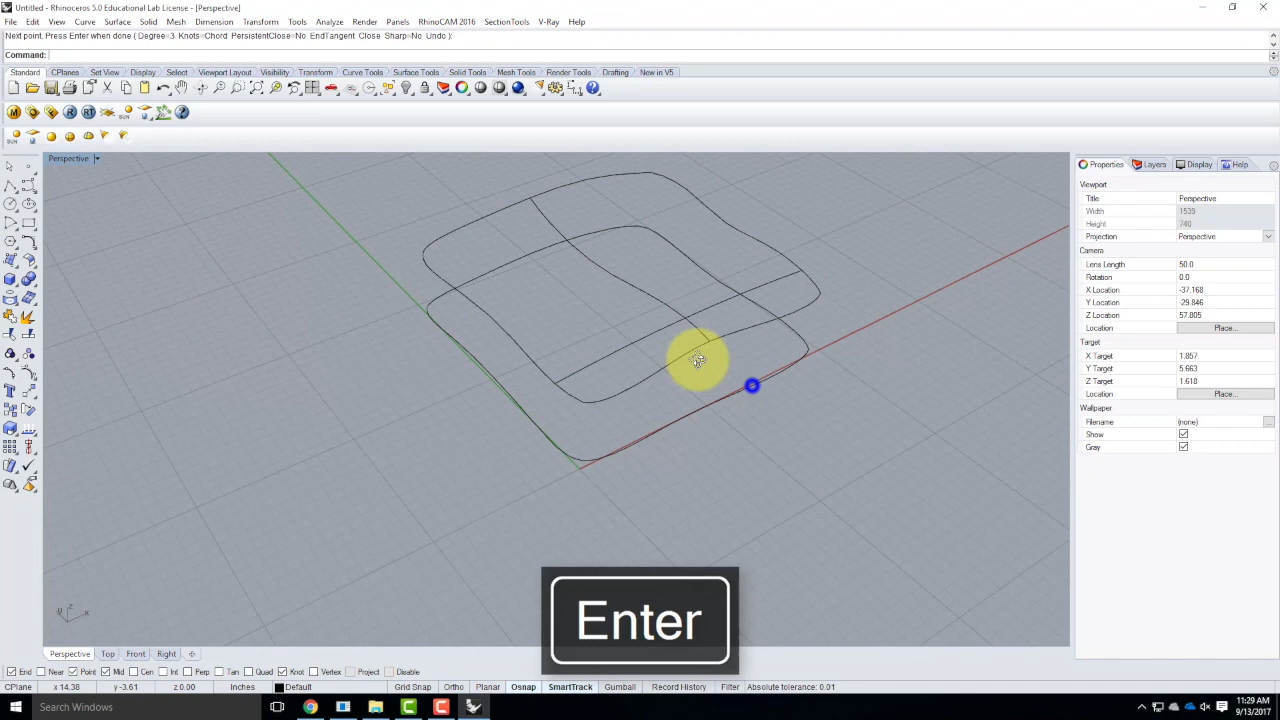 Untitled - Rhinoceros 5.0 Educational Lab License - [Perspective]
File Edit View Curve Surface Solid Mesh Dimension Transform Tools Analyze Render Panels RhinoCAM 2016 SectionTools V-Ray Help
Next point. Press Enter when done ( Degree=3 Knots=Chord PersistentClose=No EndTangent Close Sharp=No Undo ):
Command:
Standard CPlanes Set View Display Select Viewport Layout Visibility Transform Curve Tools Surface Tools Solid Tools Mesh Tools Render Tools Drafting New in V5
M R RT SUN
SUN
Perspective
Properties Layers Display Help
Viewport
Title Perspective
Width 1539
Height 740
Projection Perspective
Camera
Lens Length 50.0
Rotation 0.0
X Location -37.168
Y Location -29.846
Z Location 57.805
Location Place...
Target
X Target 1.857
Y Target 5.663
Z Target 1.618
Location Place...
Wallpaper
Filename (none) ...
Show
Gray
z
y x
Enter
Perspective Top Front Right
End Near Point Mid Cen Int Perp Tan Quad Knot Vertex Project Disable
CPlane x 14.38 y -3.61 z 0.00 Inches Default Grid Snap Ortho Planar Osnap SmartTrack Gumball Record History Filter Absolute tolerance: 0.01
Search Windows
11:29 AM
9/13/2017